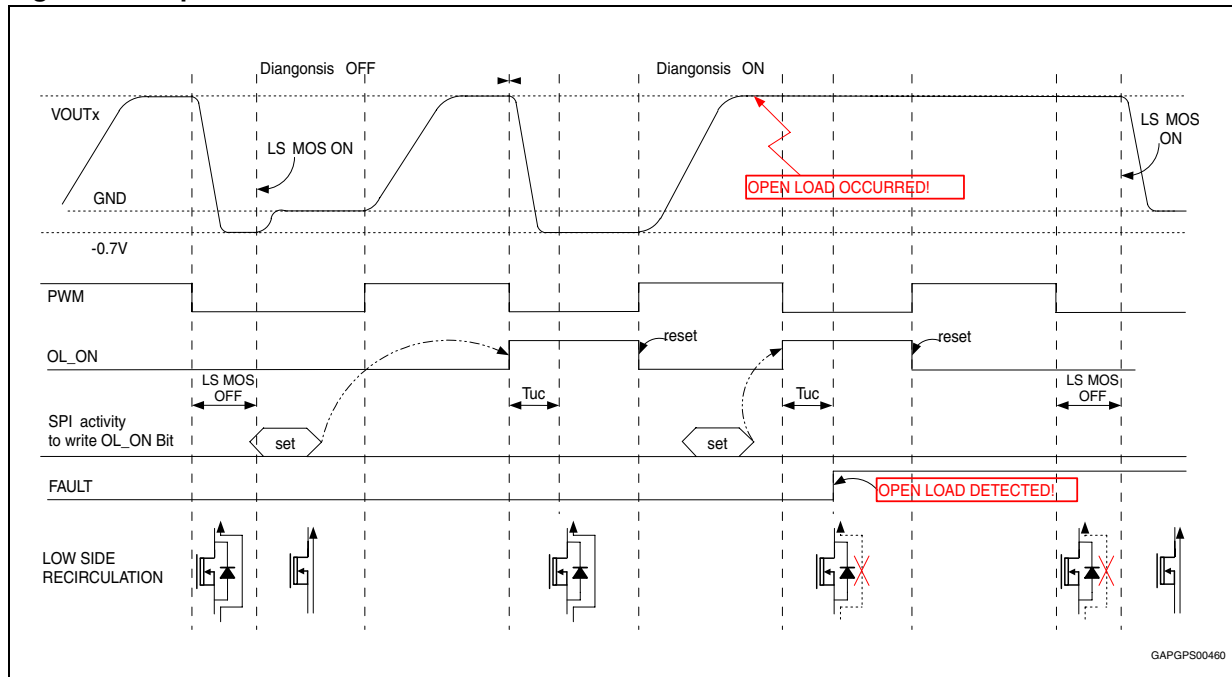 Diangonsis OFF
Diangonsis ON
VOUTx
LS MOS ON
LS MOS
ON
OPEN LOAD OCCURRED!
GND
-0.7V
PWM
reset
reset
OL_ON
LS MOS
OFF
Tuc
Tuc
LS MOS
OFF
SPI activity
to write OL_ON Bit
set
set
FAULT
OPEN LOAD DETECTED!
LOW SIDE
RECIRCULATION
GAPGPS00460